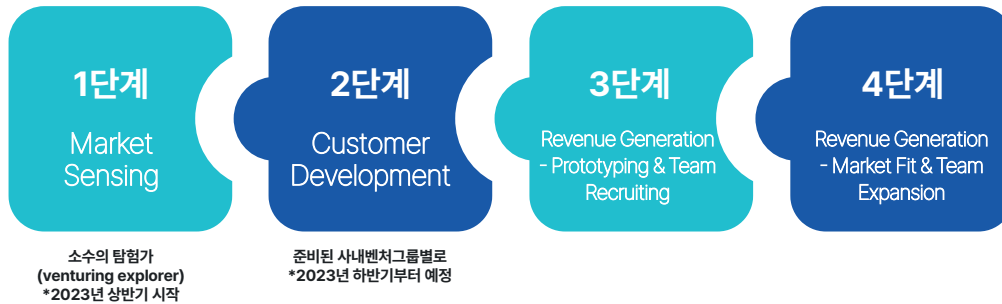 1단계
Market
Sensing
소수의 탐험가
(venturing explorer)
*2023년 상반기 시작
2단계
Customer
Development
준비된 사내벤처그룹별로
*2023년 하반기부터 예정
3단계
Revenue Generation
- Prototyping & Team
Recruiting
4단계
Revenue Generation
- Market Fit & Team
Expansion